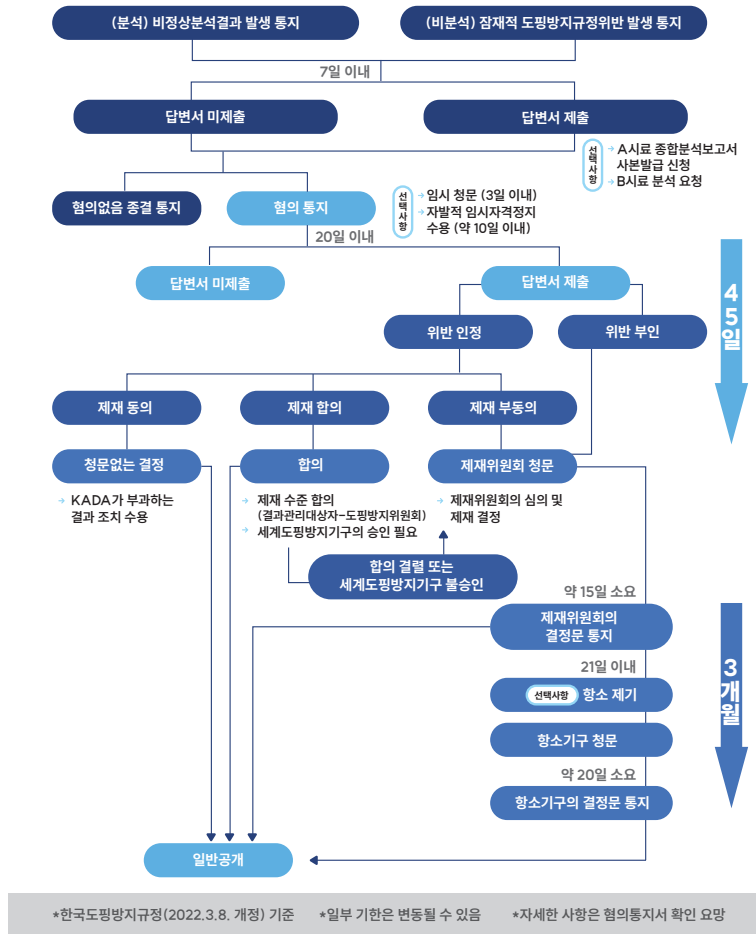 (분석) 비정상분석결과 발생 통지
(비분석) 잠재적 도핑방지규정위반 발생 통지
7일 이내
답변서 미제출
답변서 제출
선택사항
A시료 종합분석보고서
사본발급 신청
B시료 분석 요청
혐의없음 종결 통지
혐의 통지
선택사항
임시 청문 (3일 이내)
자발적 임시자격정지
수용 (약 10일 이내)
20일 이내
답변서 미제출
답변서 제출
45일
위반 인정
위반 부인
제재 동의
제재 합의
제재 부동의
청문없는 결정
합의
제재위원회 청문
KADA가 부과하는
결과 조치 수용
제재 수준 합의
(결과관리대상자-도핑방지위원회)
세계도핑방지기구의 승인 필요
제재위원회의 심의 및
제재 결정
합의 결렬 또는
세계도핑방지기구 불승인
약 15일 소요
제재위원회의
결정문 통지
21일 이내
선택사항 항소 제기
3개월
항소기구 청문
약 20일 소요
항소기구의 결정문 통지
일반공개
*한국도핑방지규정(2022.3.8. 개정) 기준 *일부 기한은 변동될 수 있음 *자세한 사항은 혐의통지서 확인 요망